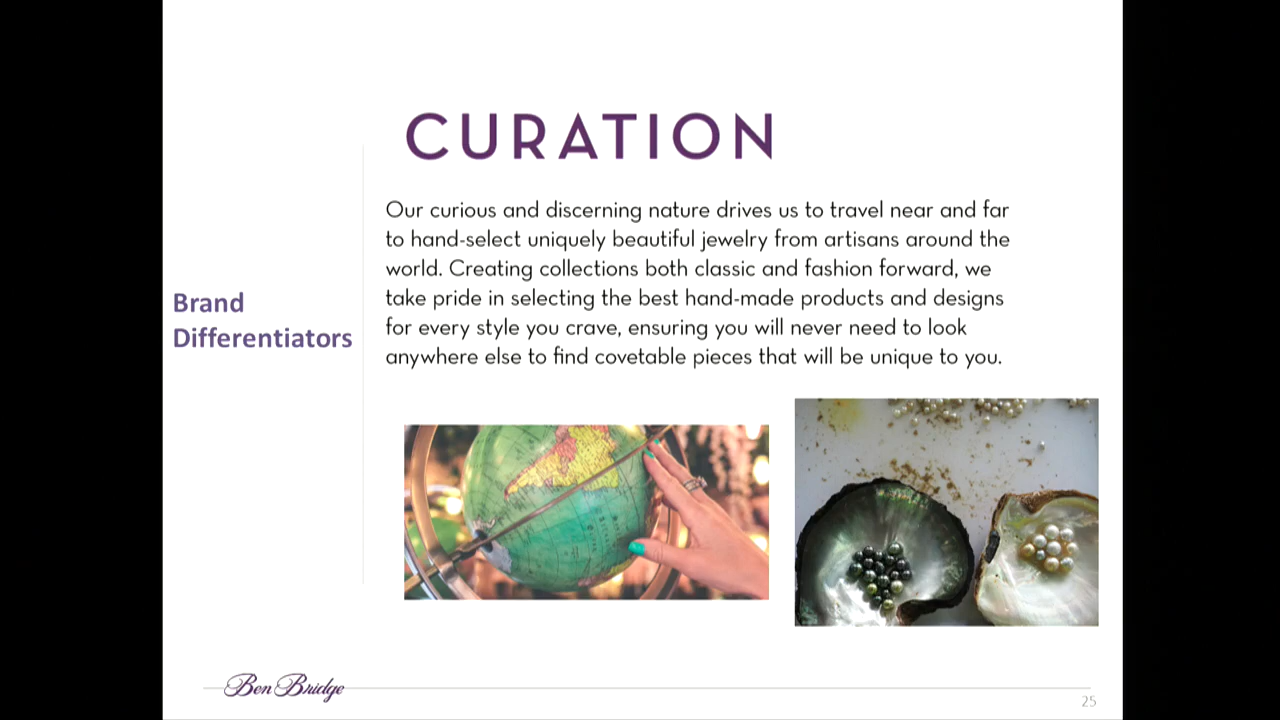 CURATION
Our curious and discerning nature drives us to travel near and far
to hand-select uniquely beautiful jewelry from artisans around the
world. Creating collections both classic and fashion forward, we
take pride in selecting the best hand-made products and designs
for every style you crave, ensuring you will never need to look
anywhere else to find covetable pieces that will be unique to you.
Brand
Differentiators
Ben Bridge
25